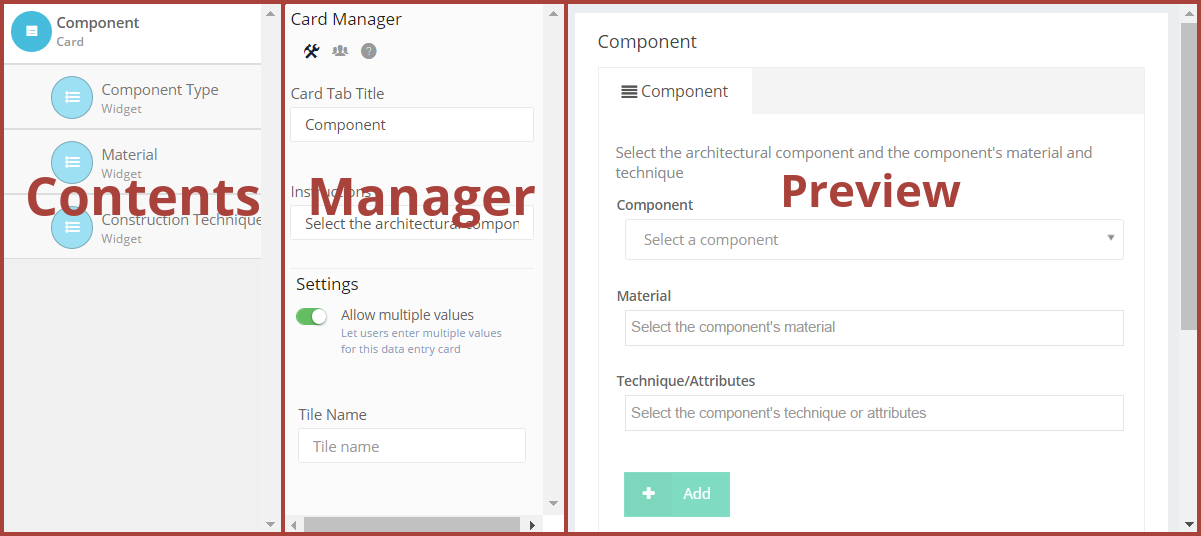 Component
Card
Component Type
Widget
Material
Widget
Contents
Construction Technique
Widget
Card Manager
?
Card Tab Title
Component
Instructions
Manager
Select the architectural compon
Settings
Allow multiple values
Let users enter multiple values
for this data entry card
Tile Name
Tile name
Component
Component
Select the architectural component and the component's material and
technique
Preview
Component
Select a component
Material
Select the component's material
Technique/Attributes
Select the component's technique or attributes
+ Add